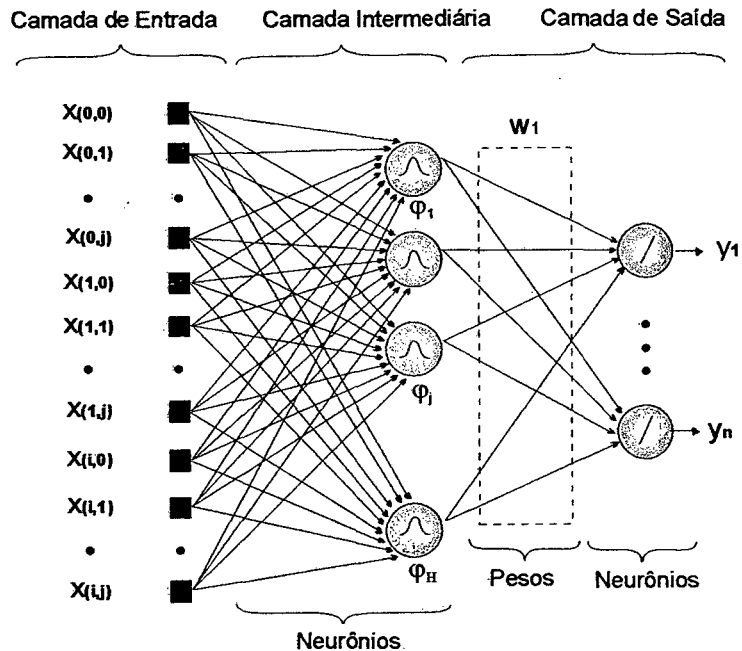 Camada de Entrada
Camada Intermediária
Camada de Saída
X(0,0)
X(0,1)
X(0,j)
X(1,0)
X(1,1)
X(1,j)
X(i,0)
X(i,1)
X(i,j)
φ1
φj
φH
W1
y1
yn
Pesos
Neurônios
Neurônios